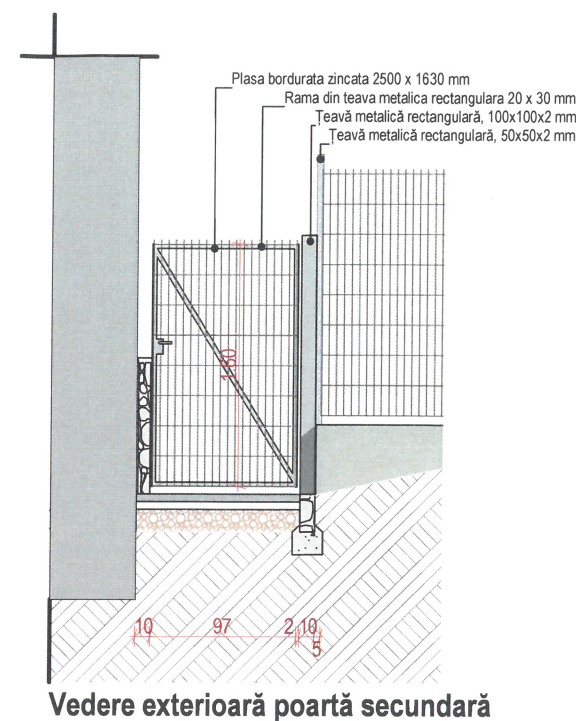 Plasa bordurata zincata 2500 x 1630 mm
Rama din teava metalica rectangulara 20 x 30 mm
Țeavă metalică rectangulară, 100x100x2 mm
Țeavă metalică rectangulară, 50x50x2 mm
160
10 97 2 10
5
Vedere exterioară poartă secundară